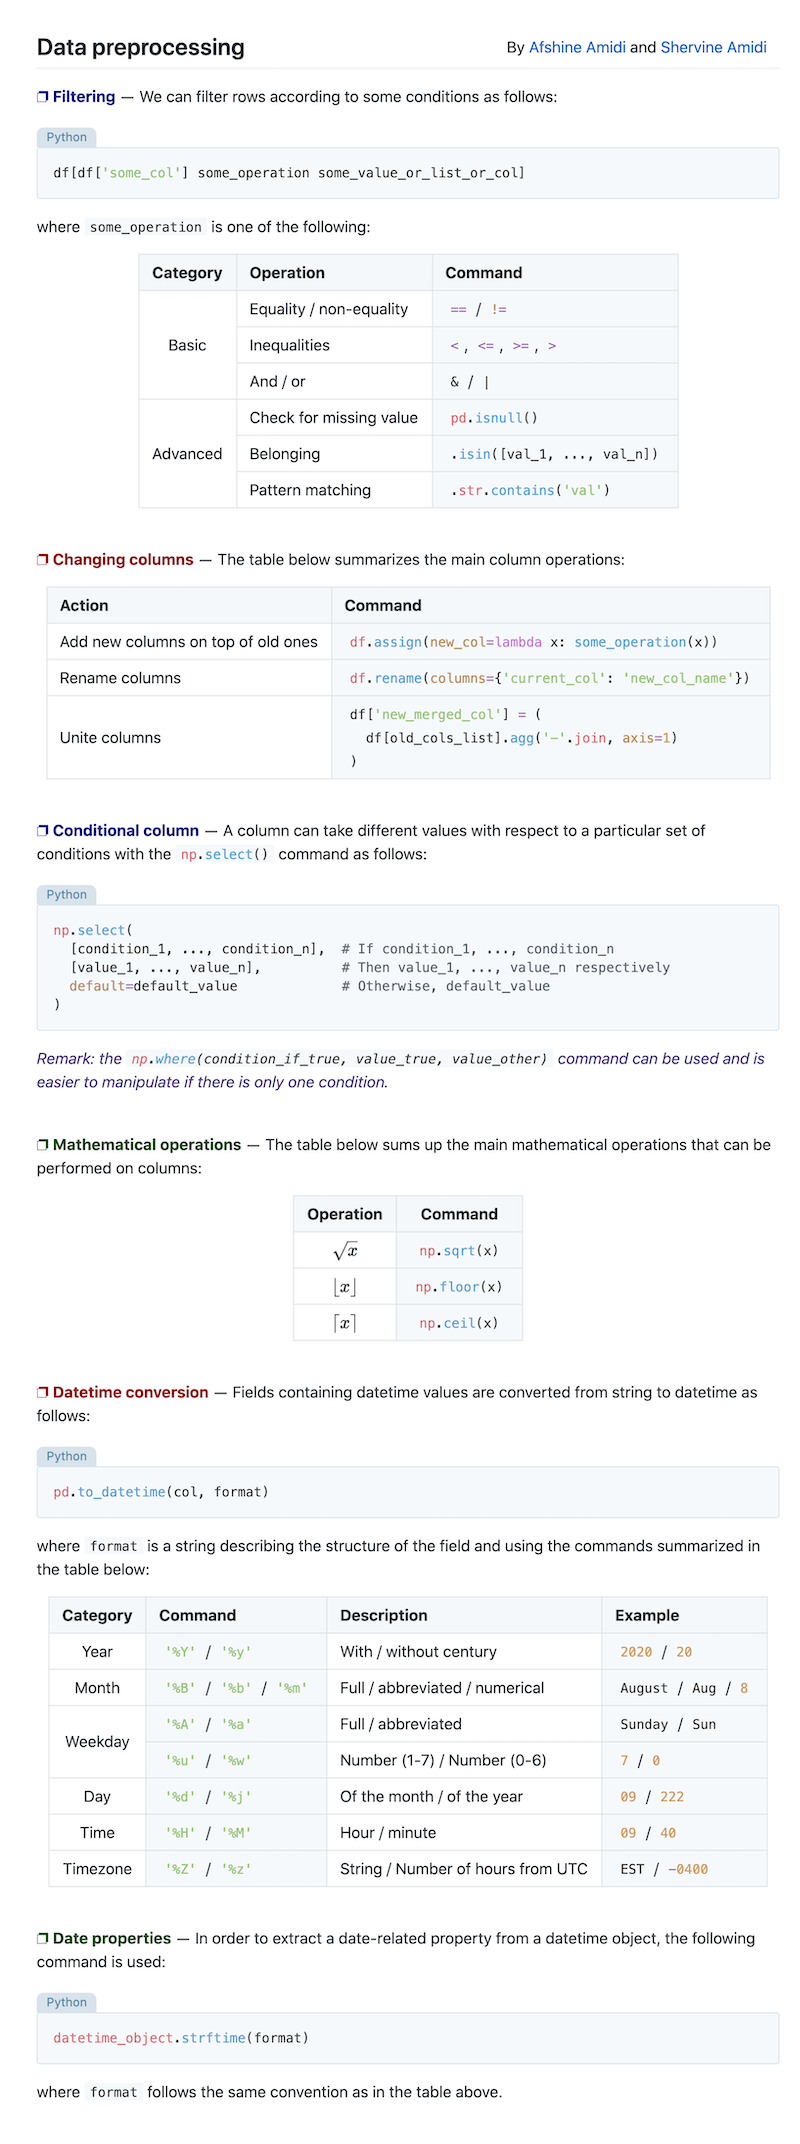 Data preprocessing
By Afshine Amidi and Shervine Amidi
Filtering — We can filter rows according to some conditions as follows:
Python
df[df['some_col'] some_operation some_value_or_list_or_col]
where some_operation is one of the following:
Category Operation Command
Basic
Equality / non-equality == / !=
Inequalities < , <= , >= , >
And / or & / |
Advanced
Check for missing value pd.isnull()
Belonging .isin([val_1, ..., val_n])
Pattern matching .str.contains('val')
Changing columns — The table below summarizes the main column operations:
Action Command
Add new columns on top of old ones df.assign(new_col=lambda x: some_operation(x))
Rename columns df.rename(columns={'current_col': 'new_col_name'})
Unite columns
df['new_merged_col'] = (
df[old_cols_list].agg('-'.join, axis=1)
)
Conditional column — A column can take different values with respect to a particular set of
conditions with the np.select() command as follows:
Python
np.select(
[condition_1, ..., condition_n], # If condition_1, ..., condition_n
[value_1, ..., value_n], # Then value_1, ..., value_n respectively
default=default_value # Otherwise, default_value
)
Remark: the np.where(condition_if_true, value_true, value_other) command can be used and is
easier to manipulate if there is only one condition.
Mathematical operations — The table below sums up the main mathematical operations that can be
performed on columns:
Operation Command
√x np.sqrt(x)
⌊x⌋ np.floor(x)
⌈x⌉ np.ceil(x)
Datetime conversion — Fields containing datetime values are converted from string to datetime as
follows:
Python
pd.to_datetime(col, format)
where format is a string describing the structure of the field and using the commands summarized in
the table below:
Category Command Description Example
Year '%Y' / '%y' With / without century 2020 / 20
Month '%B' / '%b' / '%m' Full / abbreviated / numerical August / Aug / 8
Weekday
'%A' / '%a' Full / abbreviated Sunday / Sun
'%u' / '%w' Number (1-7) / Number (0-6) 7 / 0
Day '%d' / '%j' Of the month / of the year 09 / 222
Time '%H' / '%M' Hour / minute 09 / 40
Timezone '%Z' / '%z' String / Number of hours from UTC EST / -0400
Date properties — In order to extract a date-related property from a datetime object, the following
command is used:
Python
datetime_object.strftime(format)
where format follows the same convention as in the table above.